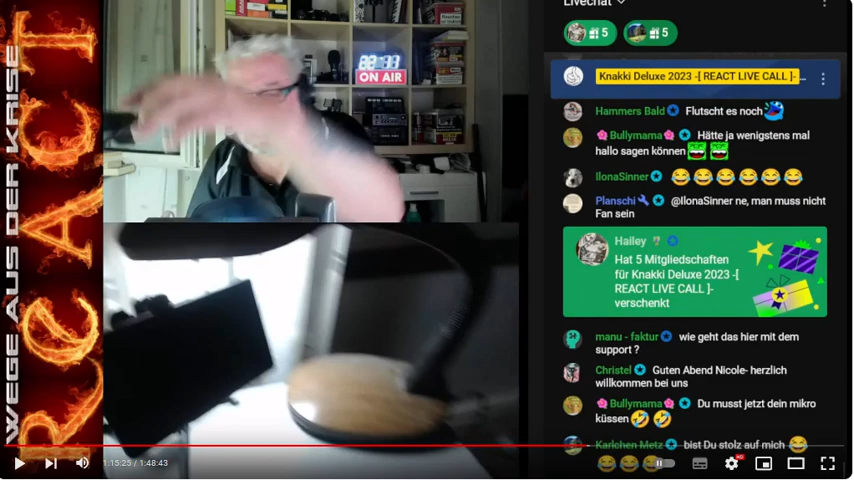 WEGE AUS DER KRISE
REACT
22:11
ON AIR
Livechat
5
5
Knakki Deluxe 2023 -[ REACT LIVE CALL ]-...
Hammers Bald Flutscht es noch
Bullymama Hätte ja wenigstens mal
hallo sagen können
IlonaSinner
Planschi @IlonaSinner ne, man muss nicht
Fan sein
Hailey
Hat 5 Mitgliedschaften
für Knakki Deluxe 2023 -[
REACT LIVE CALL ]-
verschenkt
manu - faktur wie geht das hier mit dem
support ?
Christel Guten Abend Nicole- herzlich
willkommen bei uns
Bullymama Du musst jetzt dein mikro
küssen
Karlchen Metz bist Du stolz auf mich
1:15:25 / 1:48:43